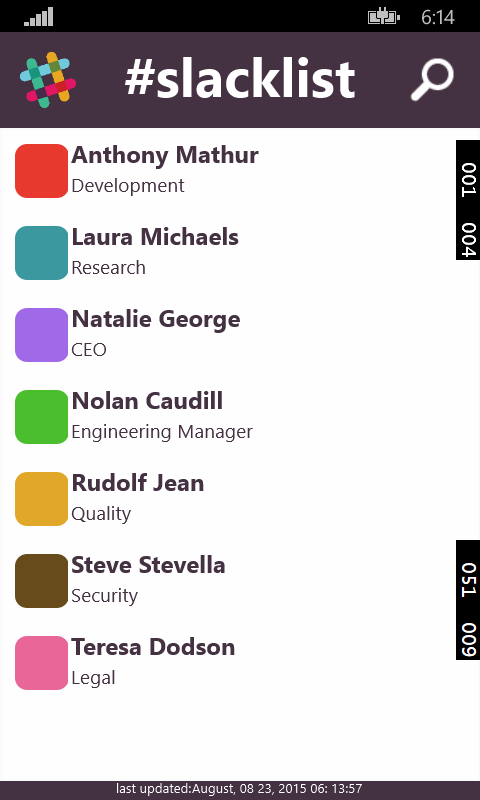 6:14
#slacklist
Anthony Mathur
Development
001 004
Laura Michaels
Research
Natalie George
CEO
Nolan Caudill
Engineering Manager
Rudolf Jean
Quality
Steve Stevella
Security
051 009
Teresa Dodson
Legal
last updated:August, 08 23, 2015 06: 13:57